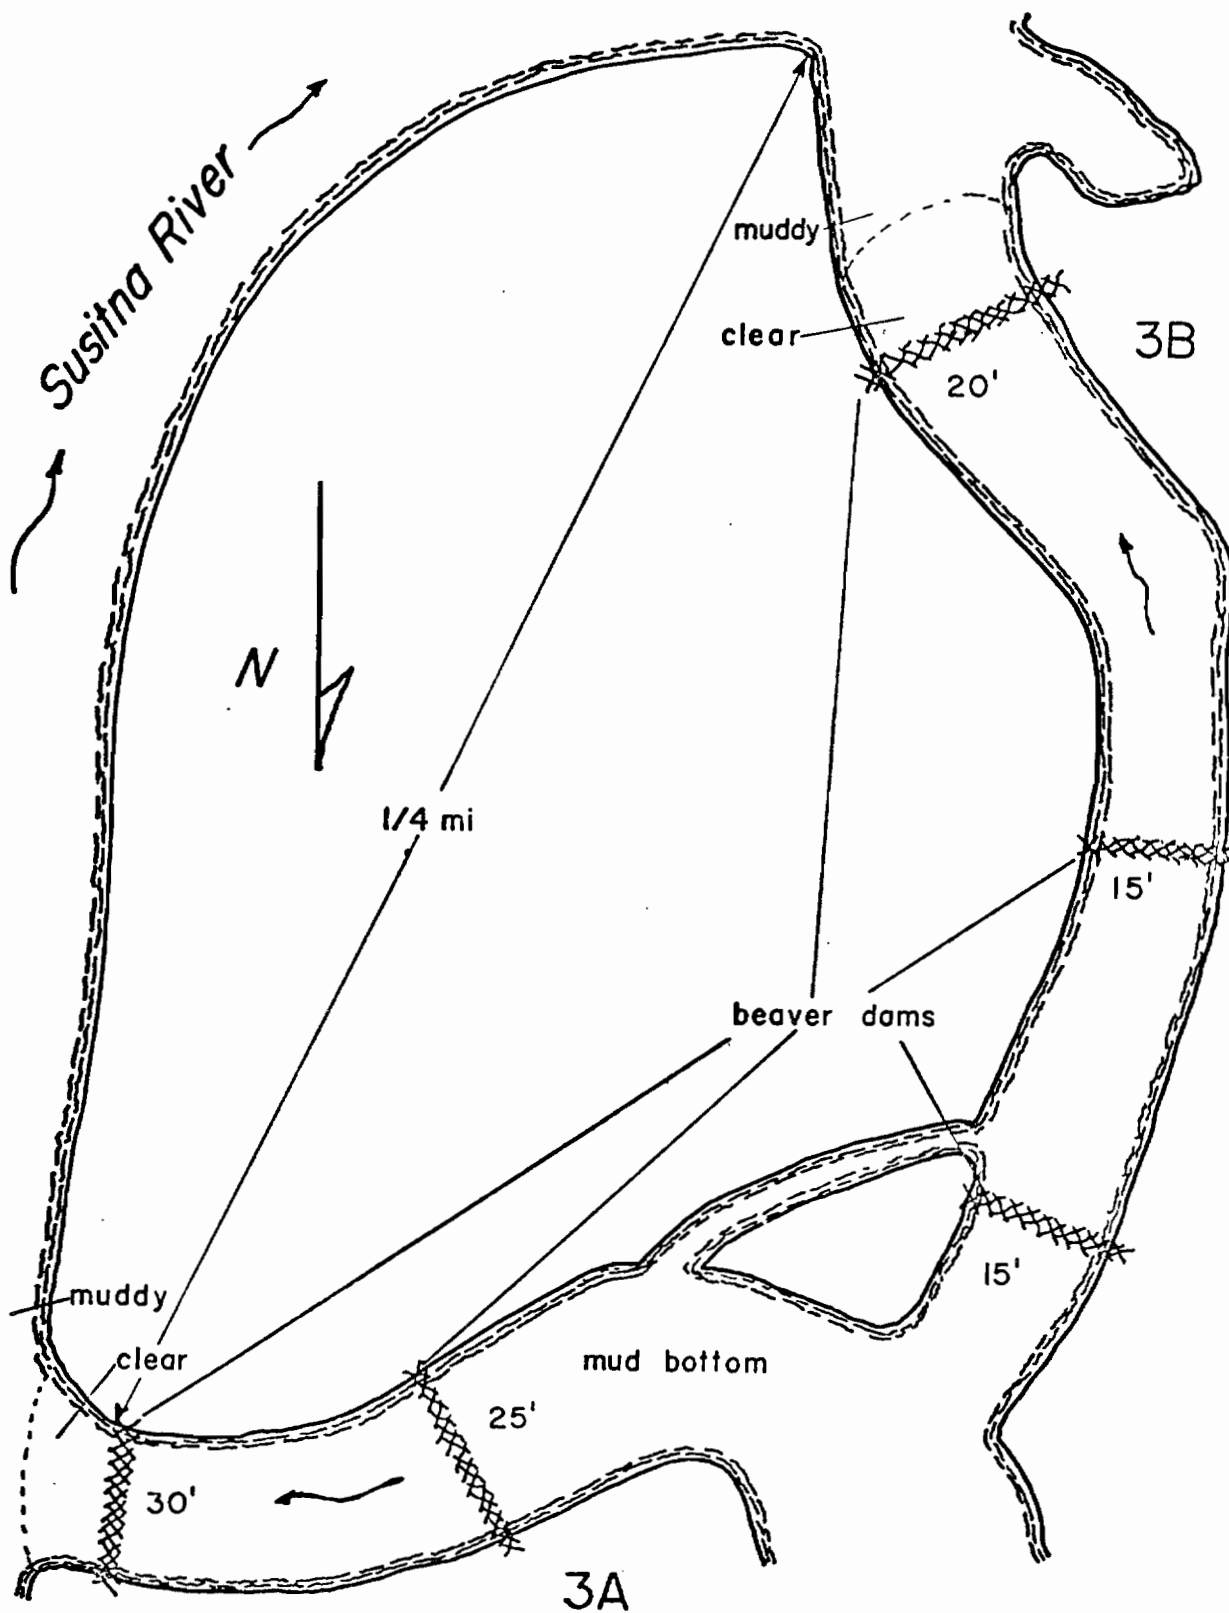 Susitna River
muddy
clear
3B
20'
N
1/4 mi
15'
beaver dams
15'
muddy
clear
mud bottom
25'
30'
3A